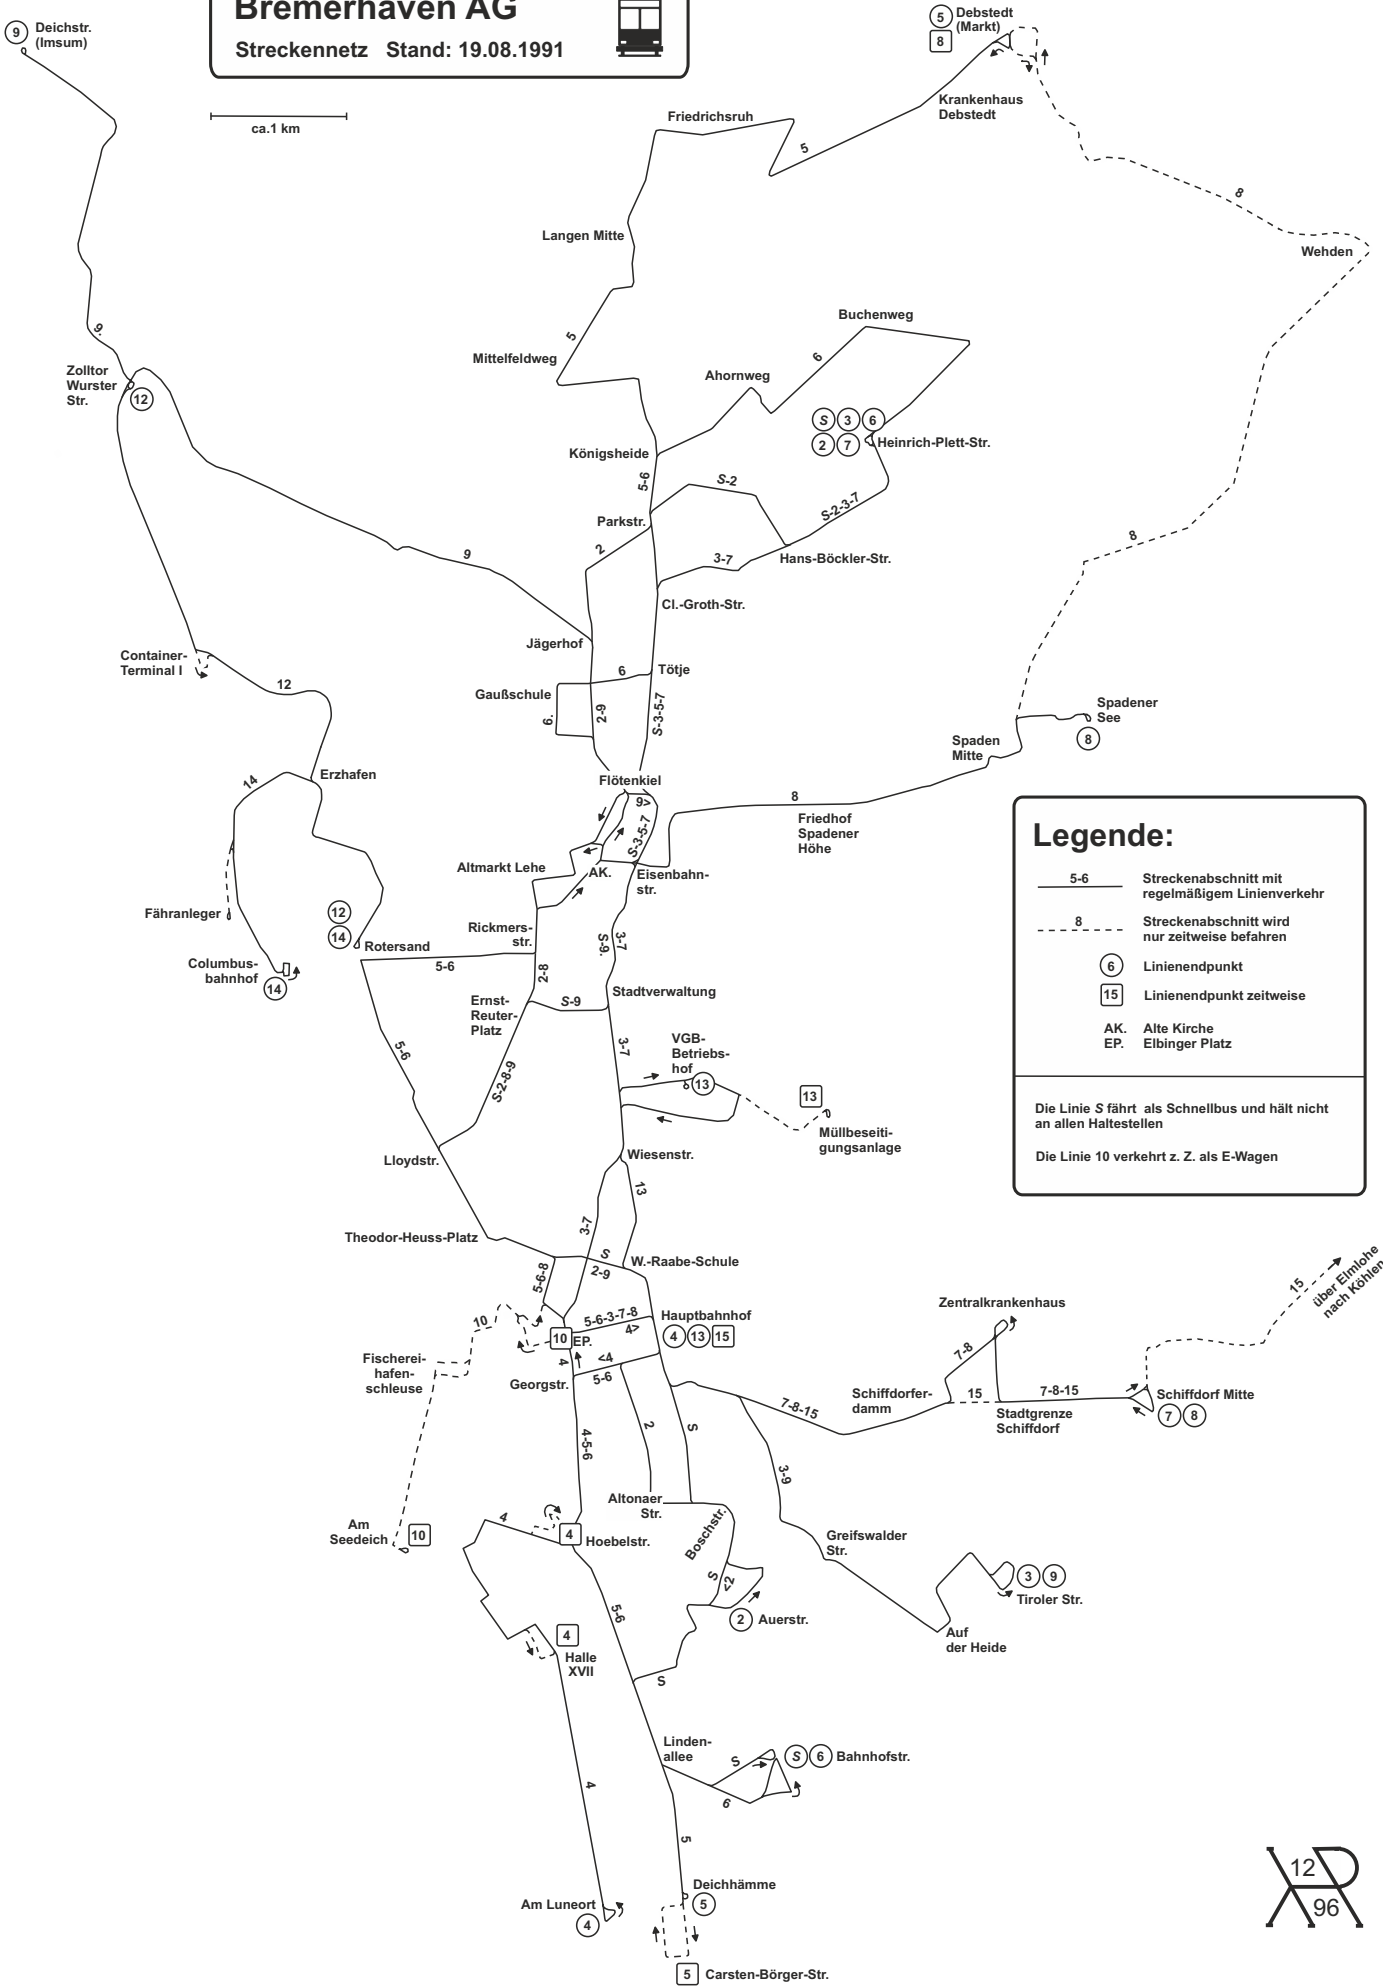 Bremerhaven AG
Streckennetz Stand: 19.08.1991
ca.1 km
9
Deichstr.
(Imsum)
5
Debstedt
(Markt)
8
Krankenhaus
Debstedt
Friedrichsruh
5
8
Langen Mitte
Wehden
5
Buchenweg
9.
6
Mittelfeldweg
Zolltor
Wurster
Str.
12
Ahornweg
S 3 6
2 7
Heinrich-Plett-Str.
Königsheide
5-6
S-2
S-2-3-7
Parkstr.
2
9
3-7
Hans-Böckler-Str.
8
Cl.-Groth-Str.
Jägerhof
Container-
Terminal I
6
Tötje
12
Gaußschule
6.
2-9
S-3-5-7
Spadener
See
8
Spaden
Mitte
Erzhafen
14
Flötenkiel
9>
S-3-5-7
8
Friedhof
Spadener
Höhe
Altmarkt Lehe
AK.
Eisenbahn-
str.
Fähranleger
12
14
Rotersand
Rickmers-
str.
S-9.
3-7
5-6
2-8
Columbus-
bahnhof
14
Ernst-
Reuter-
Platz
S-9
Stadtverwaltung
5-6
S-2-8-9
3-7
VGB-
Betriebs-
hof
13
13
Müllbeseiti-
gungsanlage
Lloydstr.
Wiesenstr.
13
3-7
Theodor-Heuss-Platz
S
2-9
W.-Raabe-Schule
5-6-8
10
10
EP.
5-6-3-7-8
4>
Hauptbahnhof
4 13 15
Fischerei-
hafen-
schleuse
4
<4
5-6
Georgstr.
Zentralkrankenhaus
7-8
15
über Elmlohe
nach Köhlen
Schiffdorfer-
damm
15
7-8-15
Stadtgrenze
Schiffdorf
Schiffdorf Mitte
7 8
7-8-15
4-5-6
2
S
3-9
Altonaer
Str.
Boschstr.
Am
Seedeich
10
4
4
Hoebelstr.
Greifswalder
Str.
S
<2
2
Auerstr.
3 9
Tiroler Str.
Auf
der Heide
5-6
4
Halle
XVII
S
Linden-
allee
S
S 6
Bahnhofstr.
6
4
5
Am Luneort
4
Deichhämme
5
5
Carsten-Börger-Str.
Legende:
5-6
Streckenabschnitt mit
regelmäßigem Linienverkehr
8
Streckenabschnitt wird
nur zeitweise befahren
6
Linienendpunkt
15
Linienendpunkt zeitweise
AK. Alte Kirche
EP. Elbinger Platz
Die Linie S fährt als Schnellbus und hält nicht
an allen Haltestellen
Die Linie 10 verkehrt z. Z. als E-Wagen
12
96